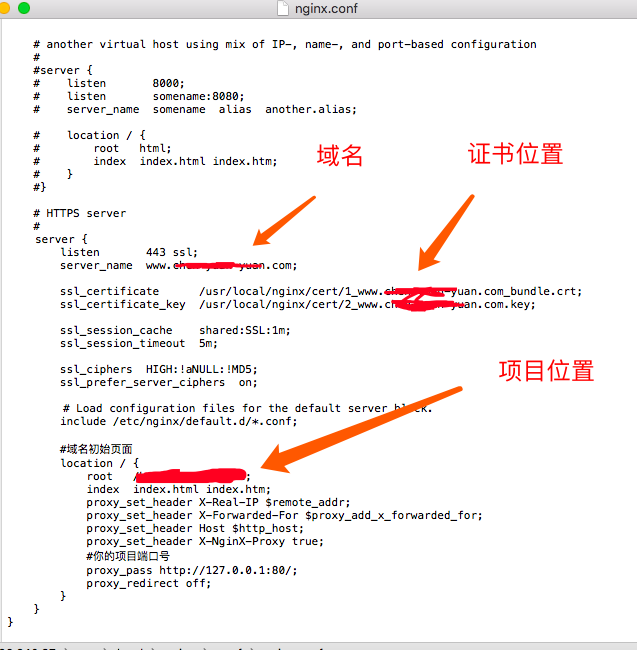 nginx.conf
# another virtual host using mix of IP-, name-, and port-based configuration
#
#server {
#    listen       8000;
#    listen       somename:8080;
#    server_name  somename  alias  another.alias;
#    location / {
#        root   html;
#        index  index.html index.htm;
#    }
#}
域名
证书位置
# HTTPS server
#
server {
listen       443 ssl;
server_name  www. -yuan.com;
ssl_certificate      /usr/local/nginx/cert/1_www. -yuan.com_bundle.crt;
ssl_certificate_key  /usr/local/nginx/cert/2_www. -yuan.com.key;
ssl_session_cache    shared:SSL:1m;
ssl_session_timeout  5m;
项目位置
ssl_ciphers  HIGH:!aNULL:!MD5;
ssl_prefer_server_ciphers  on;
# Load configuration files for the default server block.
include /etc/nginx/default.d/*.conf;
#域名初始页面
location / {
root   / ;
index  index.html index.htm;
proxy_set_header X-Real-IP $remote_addr;
proxy_set_header X-Forwarded-For $proxy_add_x_forwarded_for;
proxy_set_header Host $http_host;
proxy_set_header X-NginX-Proxy true;
#你的项目端口号
proxy_pass http://127.0.0.1:80/;
proxy_redirect off;
}
}
}